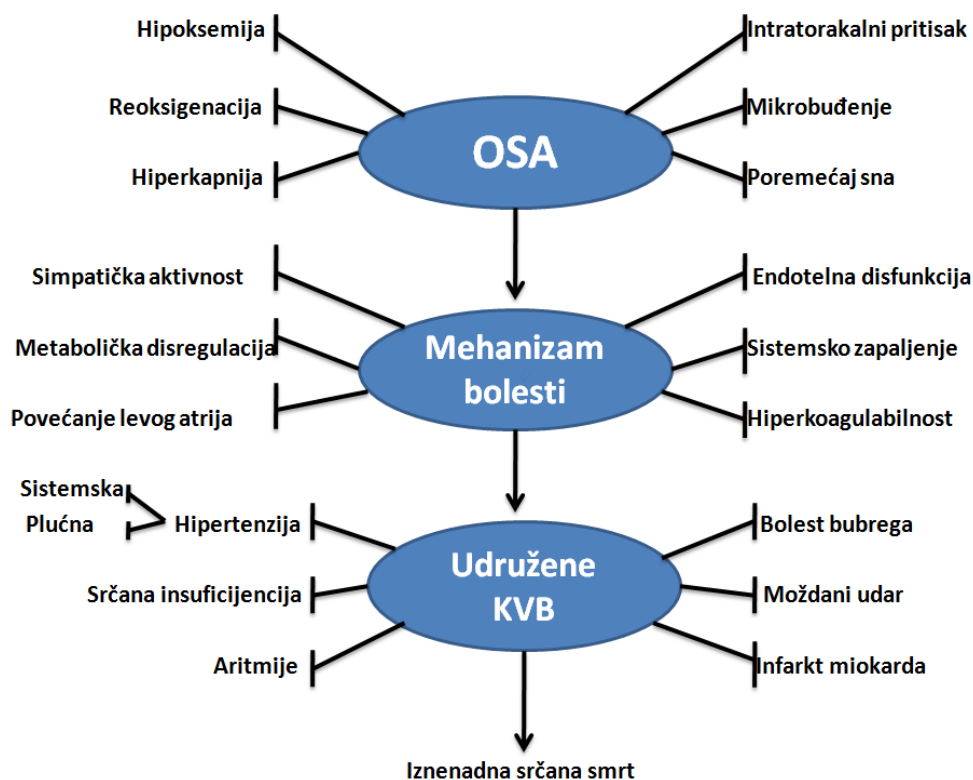 Hipoksemija
Intratorakalni pritisak
Reoksigenacija
Mikrobuđenje
OSA
Hiperkapnija
Poremećaj sna
Simpatička aktivnost
Endotelna disfunkcija
Metabolička disregulacija
Mehanizam
bolesti
Sistemsko zapaljenje
Povećanje levog atrija
Hiperkoagulabilnost
Sistemska
Plućna
Hipertenzija
Bolest bubrega
Udružene
KVB
Srčana insuficijencija
Moždani udar
Aritmije
Infarkt miokarda
Iznenadna srčana smrt